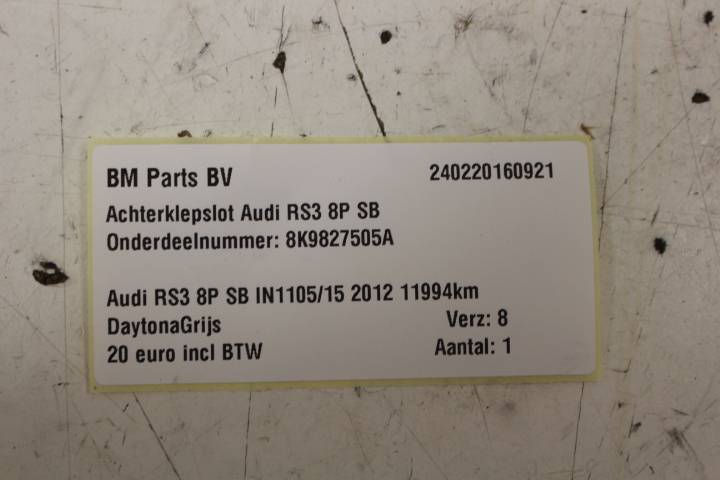 BM Parts BV 240220160921
Achterklepslot Audi RS3 8P SB
Onderdeelnummer: 8K9827505A
Audi RS3 8P SB IN1105/15 2012 11994km
DaytonaGrijs Verz: 8
20 euro incl BTW Aantal: 1